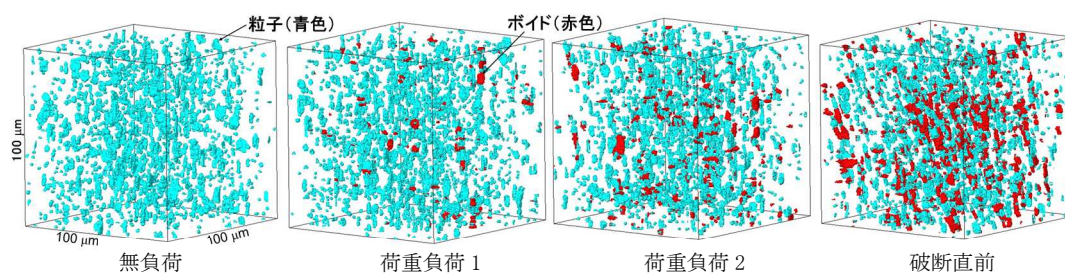 粒子（青色）
ボイド（赤色）
100 μm
100 μm
100 μm
無負荷
荷重負荷 1
荷重負荷 2
破断直前